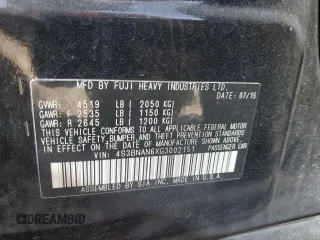 MFD BY FUJI HEAVY INDUSTRIES LTD.
DATE: 07/15
GVWR: 4519 LB ( 2050 KG)
GAWR: F 2535 LB ( 1150 KG)
GAWR: R 2645 LB ( 1200 KG)
THIS VEHICLE CONFORMS TO ALL APPLICABLE FEDERAL MOTOR
VEHICLE SAFETY, BUMPER, AND THEFT PREVENTION STANDARDS
IN EFFECT ON THE DATE OF MANUFACTURE SHOWN ABOVE.
VIN: 4S3BNAN6XG3002151
PASSENGER CAR
ASSEMBLED BY SIA, INC. IN U.S.A.